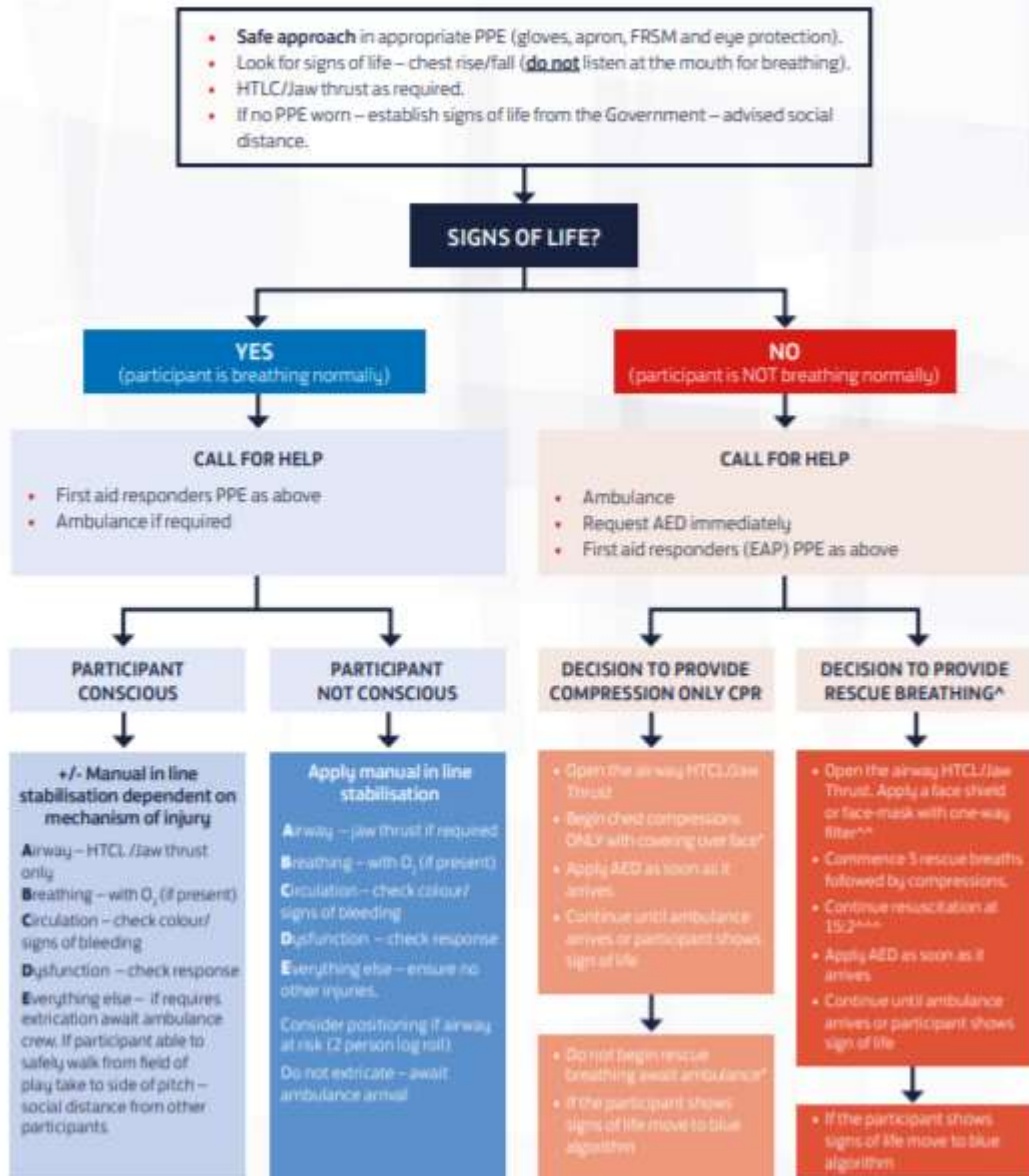 • Safe approach in appropriate PPE (gloves, apron, FRSM and eye protection).
• Look for signs of life – chest rise/fall (do not listen at the mouth for breathing).
• HTLC/Jaw thrust as required.
• If no PPE worn – establish signs of life from the Government – advised social
distance.
SIGNS OF LIFE?
YES
(participant is breathing normally)
CALL FOR HELP
• First aid responders PPE as above
• Ambulance if required
PARTICIPANT
CONSCIOUS
+/- Manual in line
stabilisation dependent on
mechanism of injury
Airway – HTCL /Jaw thrust
only
Breathing – with O₂ (if present)
Circulation – check colour/
signs of bleeding
Dysfunction – check response
Everything else – if requires
extrication await ambulance
crew. If participant able to
safely walk from field of
play take to side of pitch –
social distance from other
participants
PARTICIPANT
NOT CONSCIOUS
Apply manual in line
stabilisation
Airway – jaw thrust if required
Breathing – with O₂ (if present)
Circulation – check colour/
signs of bleeding
Dysfunction – check response
Everything else – ensure no
other injuries.
Consider positioning if airway
at risk (2 person log roll)
Do not extricate – await
ambulance arrival
NO
(participant is NOT breathing normally)
CALL FOR HELP
• Ambulance
• Request AED immediately
• First aid responders (EAP) PPE as above
DECISION TO PROVIDE
COMPRESSION ONLY CPR
• Open the airway HTCL/Jaw
Thrust
• Begin chest compressions
ONLY with covering over face*
• Apply AED as soon as it
arrives
• Continue until ambulance
arrives or participant shows
sign of life
• Do not begin rescue
breathing await ambulance*
• If the participant shows
signs of life move to blue
algorithm
DECISION TO PROVIDE
RESCUE BREATHING^
• Open the airway HTCL/Jaw
Thrust. Apply a face shield
or face-mask with one-way
filter^^
• Commence 5 rescue breaths
followed by compressions.
• Continue resuscitation at
15:2^^^
• Apply AED as soon as it
arrives
• Continue until ambulance
arrives or participant shows
sign of life
• If the participant shows
signs of life move to blue
algorithm